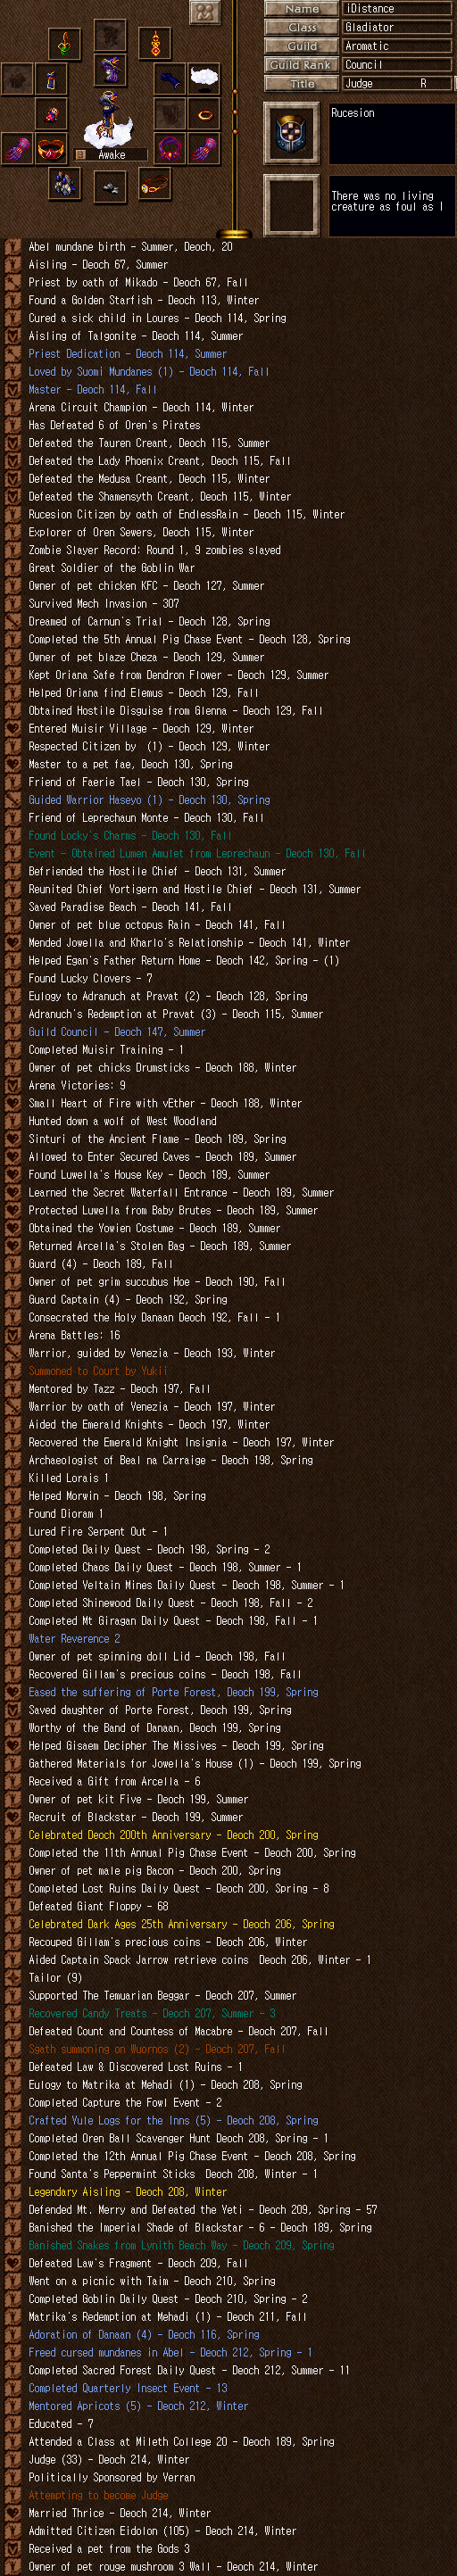 Name iDistance
Class Gladiator
Guild Aromatic
Guild Rank Council
Title Judge R
Rucesion
Awake
There was no living
creature as foul as I
Abel mundane birth - Summer, Deoch, 20
Aisling - Deoch 67, Summer
Priest by oath of Mikado - Deoch 67, Fall
Found a Golden Starfish - Deoch 113, Winter
Cured a sick child in Loures - Deoch 114, Spring
Aisling of Talgonite - Deoch 114, Summer
Priest Dedication - Deoch 114, Summer
Loved by Suomi Mundanes (1) - Deoch 114, Fall
Master - Deoch 114, Fall
Arena Circuit Champion - Deoch 114, Winter
Has Defeated 6 of Oren's Pirates
Defeated the Tauren Creant, Deoch 115, Summer
Defeated the Lady Phoenix Creant, Deoch 115, Fall
Defeated the Medusa Creant, Deoch 115, Winter
Defeated the Shamensyth Creant, Deoch 115, Winter
Rucesion Citizen by oath of EndlessRain - Deoch 115, Winter
Explorer of Oren Sewers, Deoch 115, Winter
Zombie Slayer Record: Round 1, 9 zombies slayed
Great Soldier of the Goblin War
Owner of pet chicken KFC - Deoch 127, Summer
Survived Mech Invasion - 307
Dreamed of Carnun's Trial - Deoch 128, Spring
Completed the 5th Annual Pig Chase Event - Deoch 128, Spring
Owner of pet blaze Cheza - Deoch 129, Summer
Kept Oriana Safe from Dendron Flower - Deoch 129, Summer
Helped Oriana find Elemus - Deoch 129, Fall
Obtained Hostile Disguise from Glenna - Deoch 129, Fall
Entered Muisir Village - Deoch 129, Winter
Respected Citizen by  (1) - Deoch 129, Winter
Master to a pet fae, Deoch 130, Spring
Friend of Faerie Tael - Deoch 130, Spring
Guided Warrior Haseyo (1) - Deoch 130, Spring
Friend of Leprechaun Monte - Deoch 130, Fall
Found Locky's Charms - Deoch 130, Fall
Event - Obtained Lumen Amulet from Leprechaun - Deoch 130, Fall
Befriended the Hostile Chief - Deoch 131, Summer
Reunited Chief Vortigern and Hostile Chief - Deoch 131, Summer
Saved Paradise Beach - Deoch 141, Fall
Owner of pet blue octopus Rain - Deoch 141, Fall
Mended Jowella and Kharlo's Relationship - Deoch 141, Winter
Helped Egan's Father Return Home - Deoch 142, Spring - (1)
Found Lucky Clovers - 7
Eulogy to Adranuch at Pravat (2) - Deoch 128, Spring
Adranuch's Redemption at Pravat (3) - Deoch 115, Summer
Guild Council - Deoch 147, Summer
Completed Muisir Training - 1
Owner of pet chicks Drumsticks - Deoch 188, Winter
Arena Victories: 9
Small Heart of Fire with vEther - Deoch 188, Winter
Hunted down a wolf of West Woodland
Sinturi of the Ancient Flame - Deoch 189, Spring
Allowed to Enter Secured Caves - Deoch 189, Summer
Found Luwella's House Key - Deoch 189, Summer
Learned the Secret Waterfall Entrance - Deoch 189, Summer
Protected Luwella from Baby Brutes - Deoch 189, Summer
Obtained the Yowien Costume - Deoch 189, Summer
Returned Arcella's Stolen Bag - Deoch 189, Summer
Guard (4) - Deoch 189, Fall
Owner of pet grim succubus Hoe - Deoch 190, Fall
Guard Captain (4) - Deoch 192, Spring
Consecrated the Holy Danaan Deoch 192, Fall - 1
Arena Battles: 16
Warrior, guided by Venezia - Deoch 193, Winter
Summoned to Court by Yukii
Mentored by Tazz - Deoch 197, Fall
Warrior by oath of Venezia - Deoch 197, Winter
Aided the Emerald Knights - Deoch 197, Winter
Recovered the Emerald Knight Insignia - Deoch 197, Winter
Archaeologist of Beal na Carraige - Deoch 198, Spring
Killed Lorais 1
Helped Morwin - Deoch 198, Spring
Found Dioram 1
Lured Fire Serpent Out - 1
Completed Daily Quest - Deoch 198, Spring - 2
Completed Chaos Daily Quest - Deoch 198, Summer - 1
Completed Veltain Mines Daily Quest - Deoch 198, Summer - 1
Completed Shinewood Daily Quest - Deoch 198, Fall - 2
Completed Mt Giragan Daily Quest - Deoch 198, Fall - 1
Water Reverence 2
Owner of pet spinning doll Lid - Deoch 198, Fall
Recovered Gillam's precious coins - Deoch 198, Fall
Eased the suffering of Porte Forest, Deoch 199, Spring
Saved daughter of Porte Forest, Deoch 199, Spring
Worthy of the Band of Danaan, Deoch 199, Spring
Helped Gisaem Decipher The Missives - Deoch 199, Spring
Gathered Materials for Jowella's House (1) - Deoch 199, Spring
Received a Gift from Arcella - 6
Owner of pet kit Five - Deoch 199, Summer
Recruit of Blackstar - Deoch 199, Summer
Celebrated Deoch 200th Anniversary - Deoch 200, Spring
Completed the 11th Annual Pig Chase Event - Deoch 200, Spring
Owner of pet male pig Bacon - Deoch 200, Spring
Completed Lost Ruins Daily Quest - Deoch 200, Spring - 8
Defeated Giant Floppy - 68
Celebrated Dark Ages 25th Anniversary - Deoch 206, Spring
Recouped Gillam's precious coins - Deoch 206, Winter
Aided Captain Spack Jarrow retrieve coins  Deoch 206, Winter - 1
Tailor (9)
Supported The Temuarian Beggar - Deoch 207, Summer
Recovered Candy Treats - Deoch 207, Summer - 3
Defeated Count and Countess of Macabre - Deoch 207, Fall
Sgath summoning on Wuornos (2) - Deoch 207, Fall
Defeated Law & Discovered Lost Ruins - 1
Eulogy to Matrika at Mehadi (1) - Deoch 208, Spring
Completed Capture the Fowl Event - 2
Crafted Yule Logs for the Inns (5) - Deoch 208, Spring
Completed Oren Ball Scavenger Hunt Deoch 208, Spring - 1
Completed the 12th Annual Pig Chase Event - Deoch 208, Spring
Found Santa's Peppermint Sticks  Deoch 208, Winter - 1
Legendary Aisling - Deoch 208, Winter
Defended Mt. Merry and Defeated the Yeti - Deoch 209, Spring - 57
Banished the Imperial Shade of Blackstar - 6 - Deoch 189, Spring
Banished Snakes from Lynith Beach Way - Deoch 209, Spring
Defeated Law's Fragment - Deoch 209, Fall
Went on a picnic with Taim - Deoch 210, Spring
Completed Goblin Daily Quest - Deoch 210, Spring - 2
Matrika's Redemption at Mehadi (1) - Deoch 211, Fall
Adoration of Danaan (4) - Deoch 116, Spring
Freed cursed mundanes in Abel - Deoch 212, Spring - 1
Completed Sacred Forest Daily Quest - Deoch 212, Summer - 11
Completed Quarterly Insect Event - 13
Mentored Apricots (5) - Deoch 212, Winter
Educated - 7
Attended a Class at Mileth College 20 - Deoch 189, Spring
Judge (33) - Deoch 214, Winter
Politically Sponsored by Verran
Attempting to become Judge
Married Thrice - Deoch 214, Winter
Admitted Citizen Eidolon (105) - Deoch 214, Winter
Received a pet from the Gods 3
Owner of pet rouge mushroom 3 Wall - Deoch 214, Winter